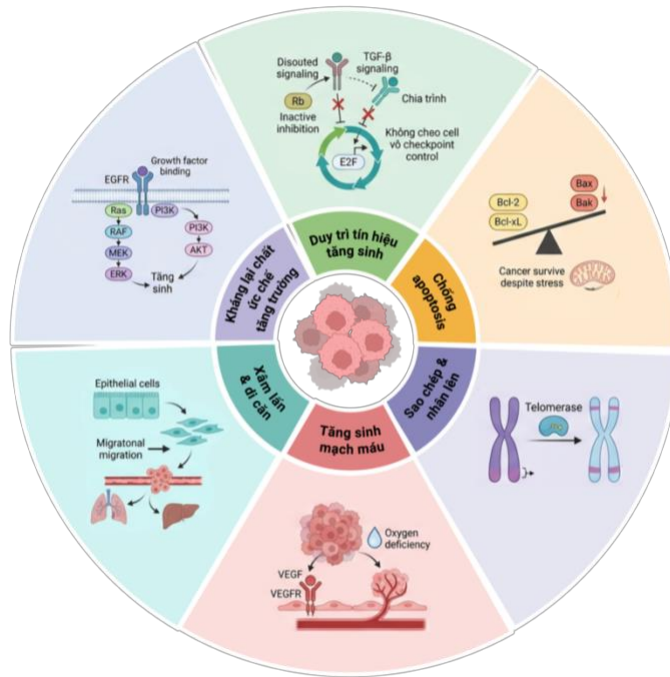 Disouted
signaling
TGF-β
signaling
Rb
Inactive
inhibition
Chia trình
Không cheo cell
vô checkpoint
control
E2F
Growth factor
binding
EGFR
Ras
PI3K
RAF
MEK
ERK
PI3K
AKT
Tăng
sinh
Bcl-2
Bcl-xL
Bax
Bak
Cancer survive
despite stress
Duy trì tín hiệu
tăng sinh
Chống
apoptosis
Sao chép &
nhân lên
Tăng sinh
mạch máu
Xâm lấn
& di căn
Kháng lại chất
ức chế
tăng trưởng
Epithelial cells
Migratonal
migration
Telomerase
Oxygen
deficiency
VEGF
VEGFR